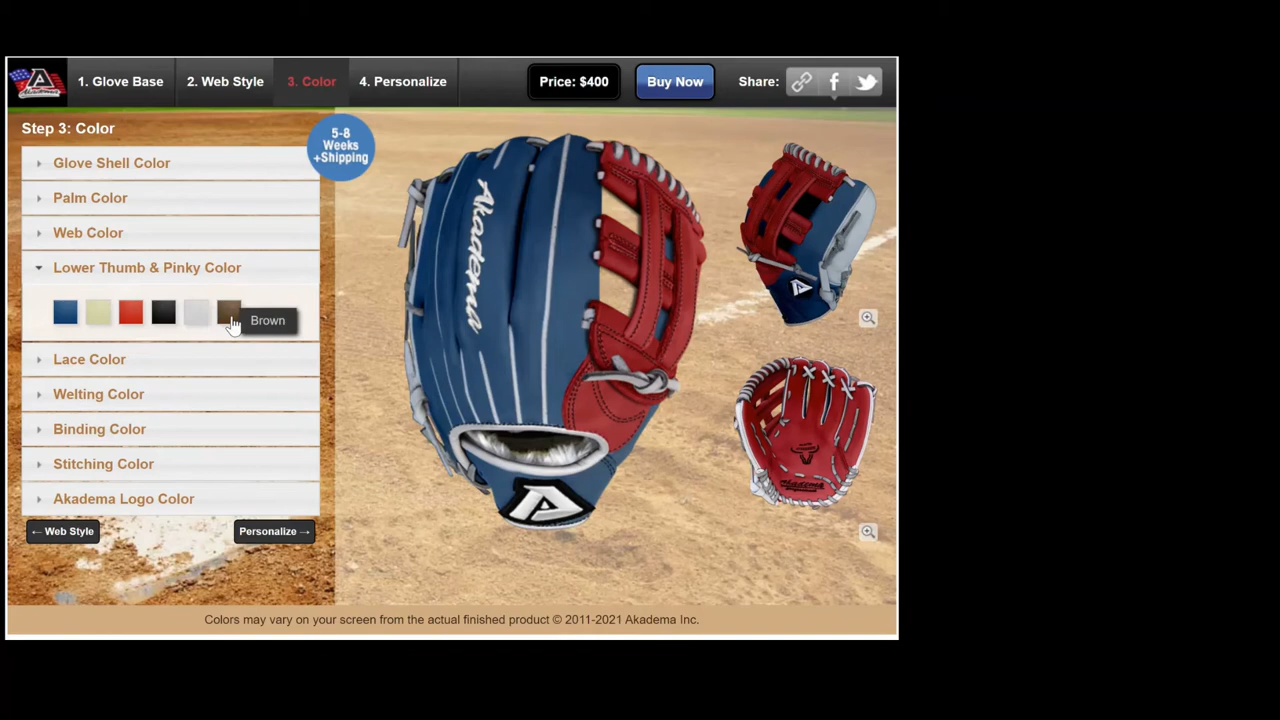 1. Glove Base
2. Web Style
3. Color
4. Personalize
Price: $400
Buy Now
Share:
Step 3: Color
5-8
Weeks
+Shipping
Glove Shell Color
Palm Color
Web Color
Lower Thumb & Pinky Color
Brown
Lace Color
Welting Color
Binding Color
Stitching Color
Akadema Logo Color
← Web Style
Personalize →
Akadema
Akadema
Colors may vary on your screen from the actual finished product © 2011-2021 Akadema Inc.